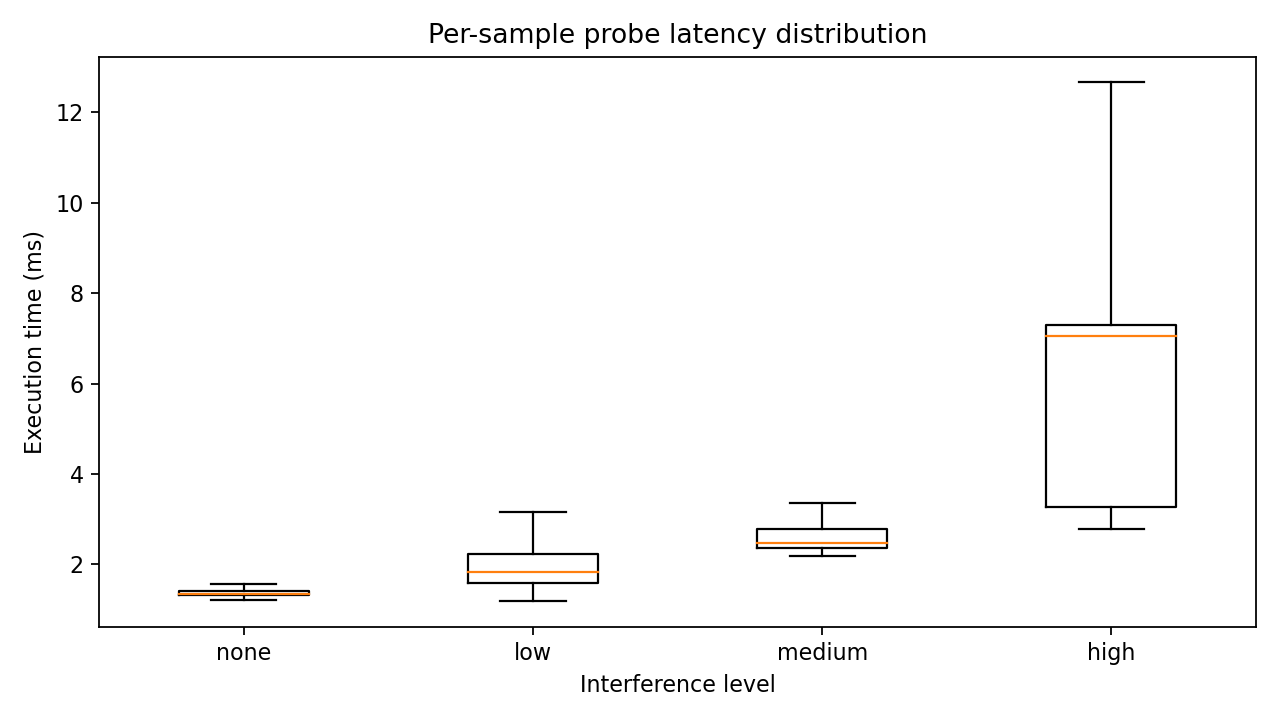 Per-sample probe latency distribution
Execution time (ms)
12
10
8
6
4
2
none low medium high
Interference level